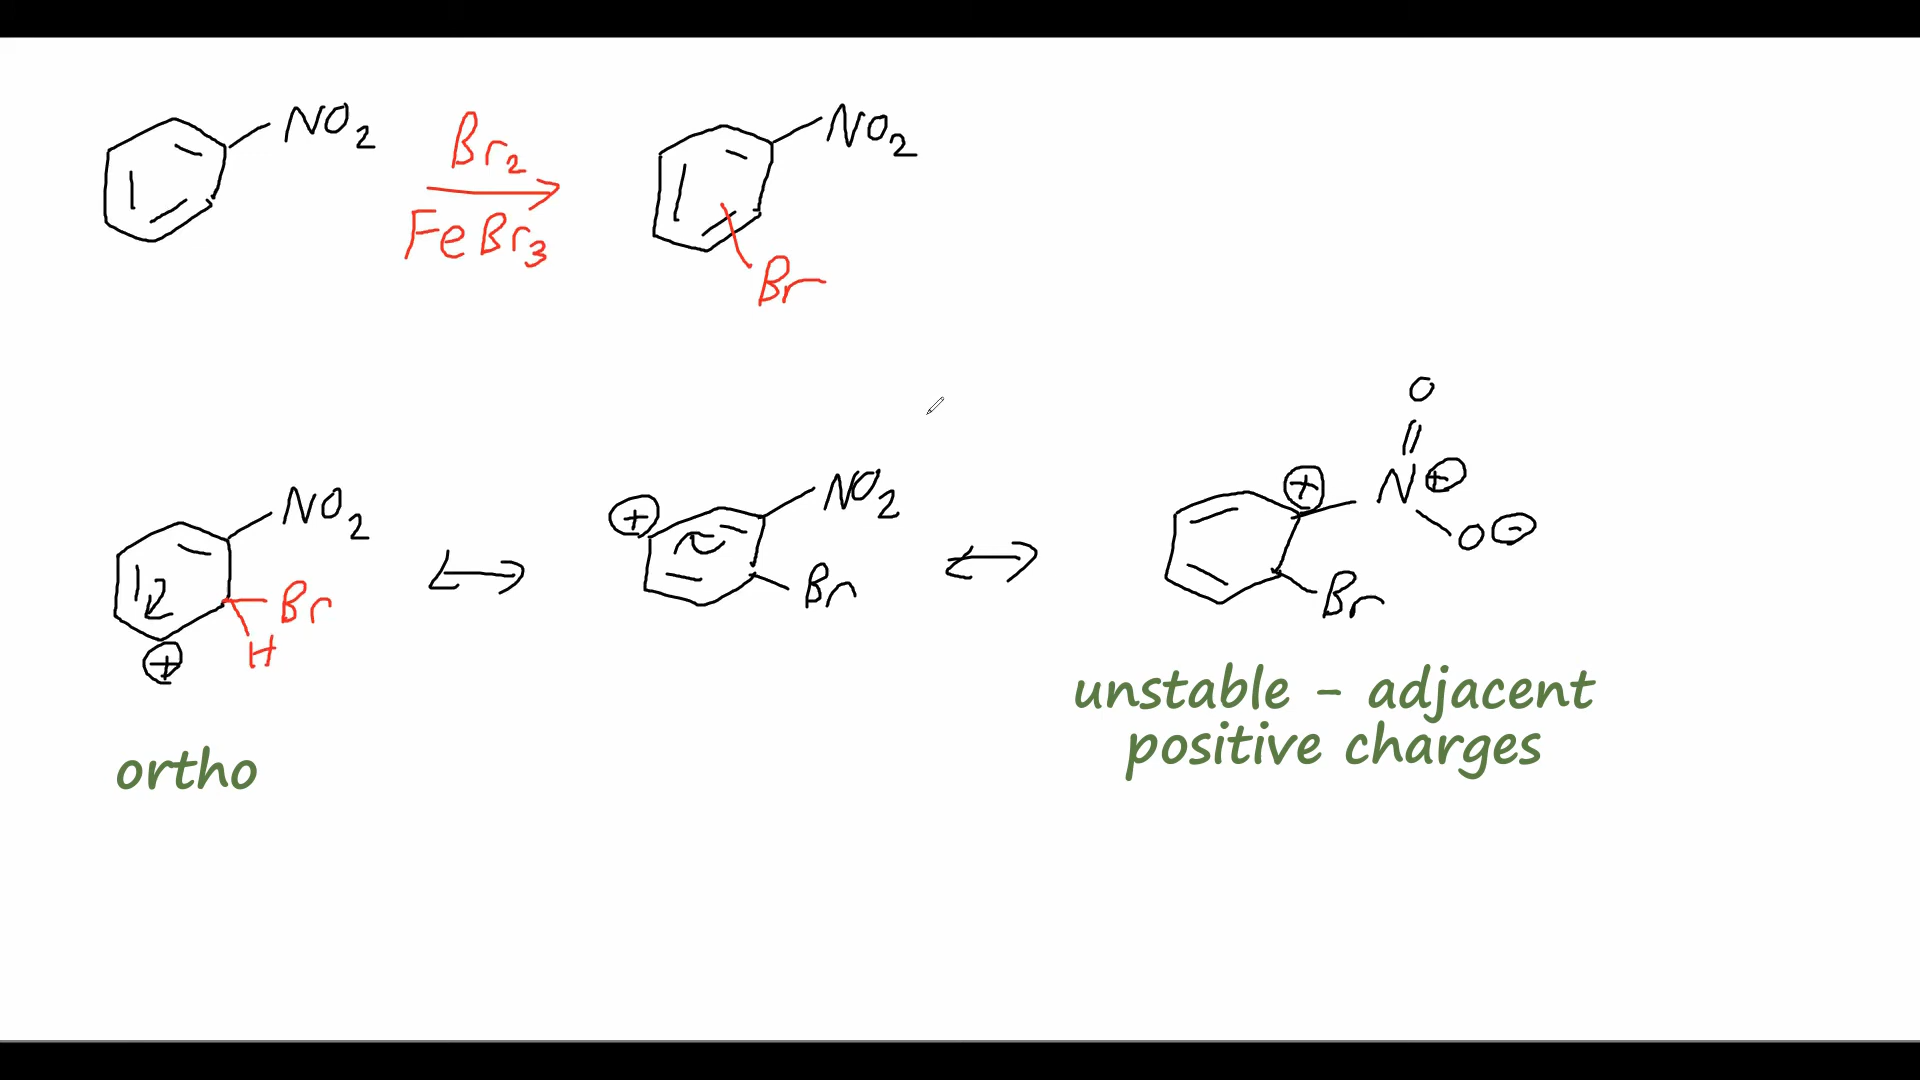 NO2
Br2
FeBr3
NO2
Br
NO2
Br
H
⊕
⊕
NO2
Br
O
⊕
N⊕
O⊖
Br
unstable - adjacent
positive charges
ortho